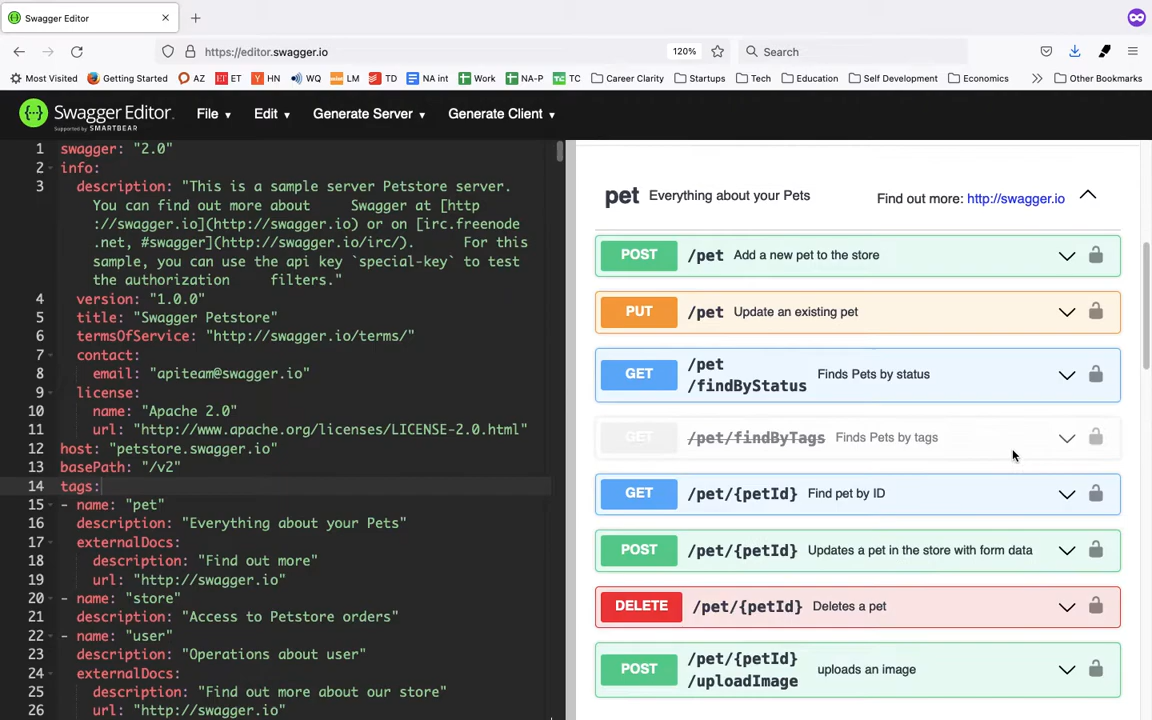 Swagger Editor
https://editor.swagger.io
120%
Search
Most Visited
Getting Started
AZ
ET
HN
WQ
LM
TD
NA int
Work
NA-P
TC
Career Clarity
Startups
Tech
Education
Self Development
Economics
Other Bookmarks
Swagger Editor.
Supported by SMARTBEAR
File
Edit
Generate Server
Generate Client
1 swagger: "2.0"
2 info:
3 description: "This is a sample server Petstore server.
You can find out more about Swagger at [http
://swagger.io](http://swagger.io) or on [irc.freenode
.net, #swagger](http://swagger.io/irc/). For this
sample, you can use the api key `special-key` to test
the authorization filters."
4 version: "1.0.0"
5 title: "Swagger Petstore"
6 termsOfService: "http://swagger.io/terms/"
7 contact:
8 email: "apiteam@swagger.io"
9 license:
10 name: "Apache 2.0"
11 url: "http://www.apache.org/licenses/LICENSE-2.0.html"
12 host: "petstore.swagger.io"
13 basePath: "/v2"
14 tags:
15 - name: "pet"
16 description: "Everything about your Pets"
17 externalDocs:
18 description: "Find out more"
19 url: "http://swagger.io"
20 - name: "store"
21 description: "Access to Petstore orders"
22 - name: "user"
23 description: "Operations about user"
24 externalDocs:
25 description: "Find out more about our store"
26 url: "http://swagger.io"
pet Everything about your Pets Find out more: http://swagger.io
POST /pet Add a new pet to the store
PUT /pet Update an existing pet
GET /pet
/findByStatus Finds Pets by status
GET /pet/findByTags Finds Pets by tags
GET /pet/{petId} Find pet by ID
POST /pet/{petId} Updates a pet in the store with form data
DELETE /pet/{petId} Deletes a pet
POST /pet/{petId}
/uploadImage uploads an image